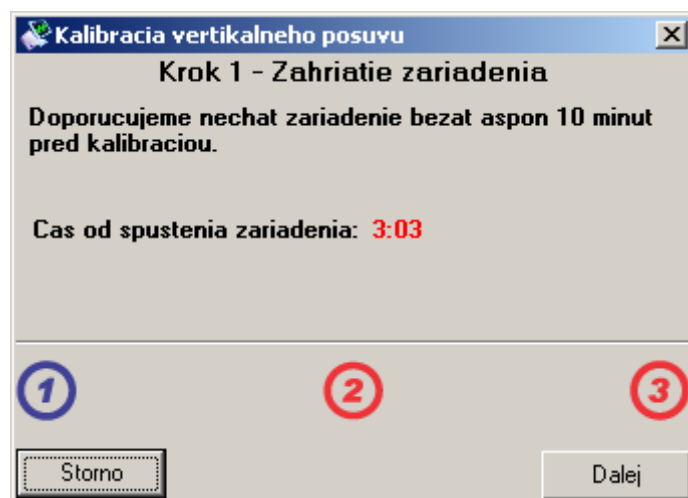 Kalibracia vertikalneho posuvu
Krok 1 - Zahriatie zariadenia
Doporucujeme nechat zariadenie bezat aspon 10 minut
pred kalibraciou.
Cas od spustenia zariadenia: 3:03
1 2 3
Storno Dalej